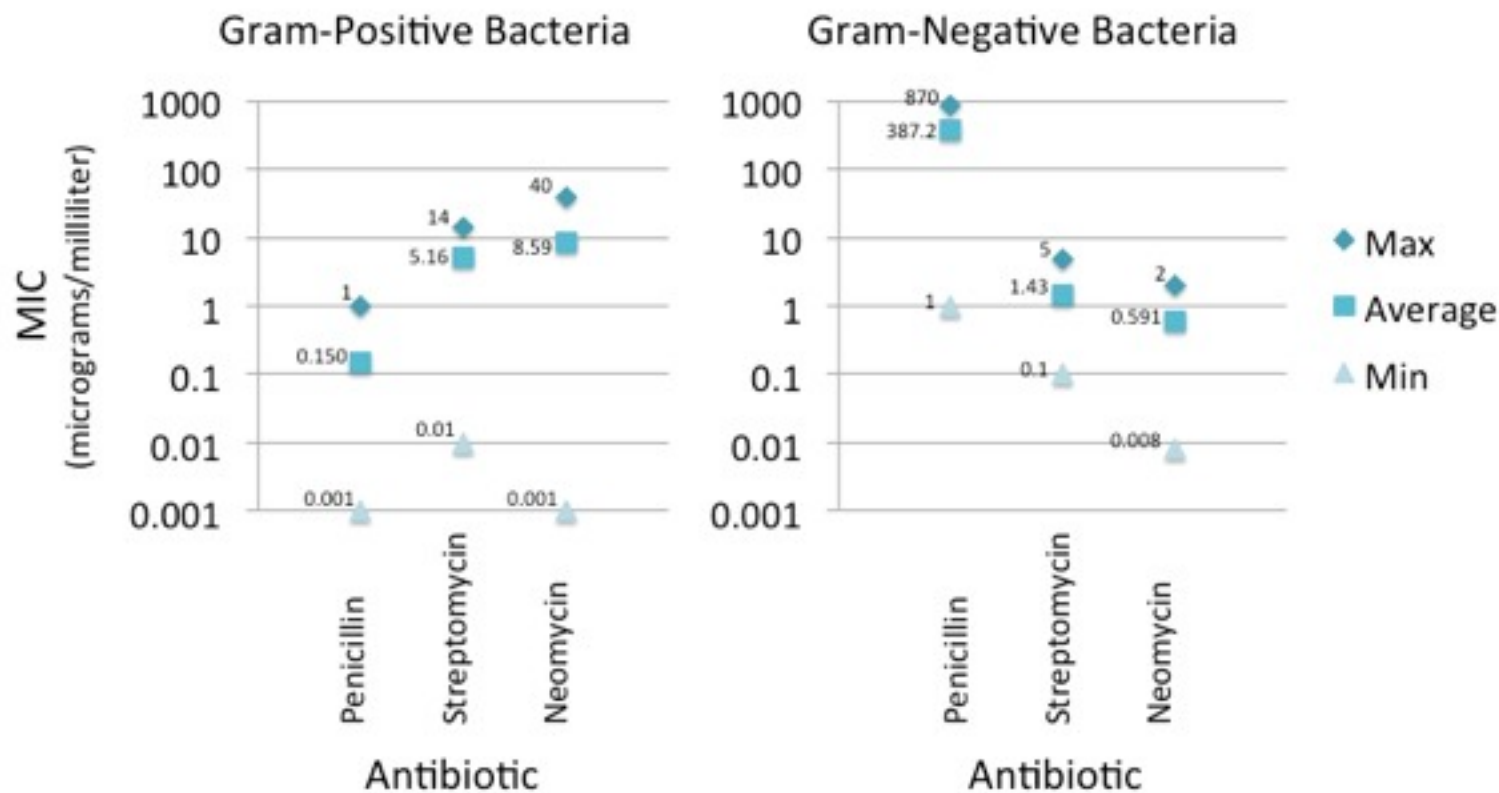 Gram-Positive Bacteria
MIC
(micrograms/milliliter)
1000
100
10
1
0.1
0.01
0.001
1
0.150
0.001
14
5.16
0.01
40
8.59
0.001
Penicillin
Streptomycin
Neomycin
Antibiotic
Gram-Negative Bacteria
1000
100
10
1
0.1
0.01
0.001
870
387.2
1
5
1.43
0.1
2
0.591
0.008
Penicillin
Streptomycin
Neomycin
Antibiotic
Max
Average
Min